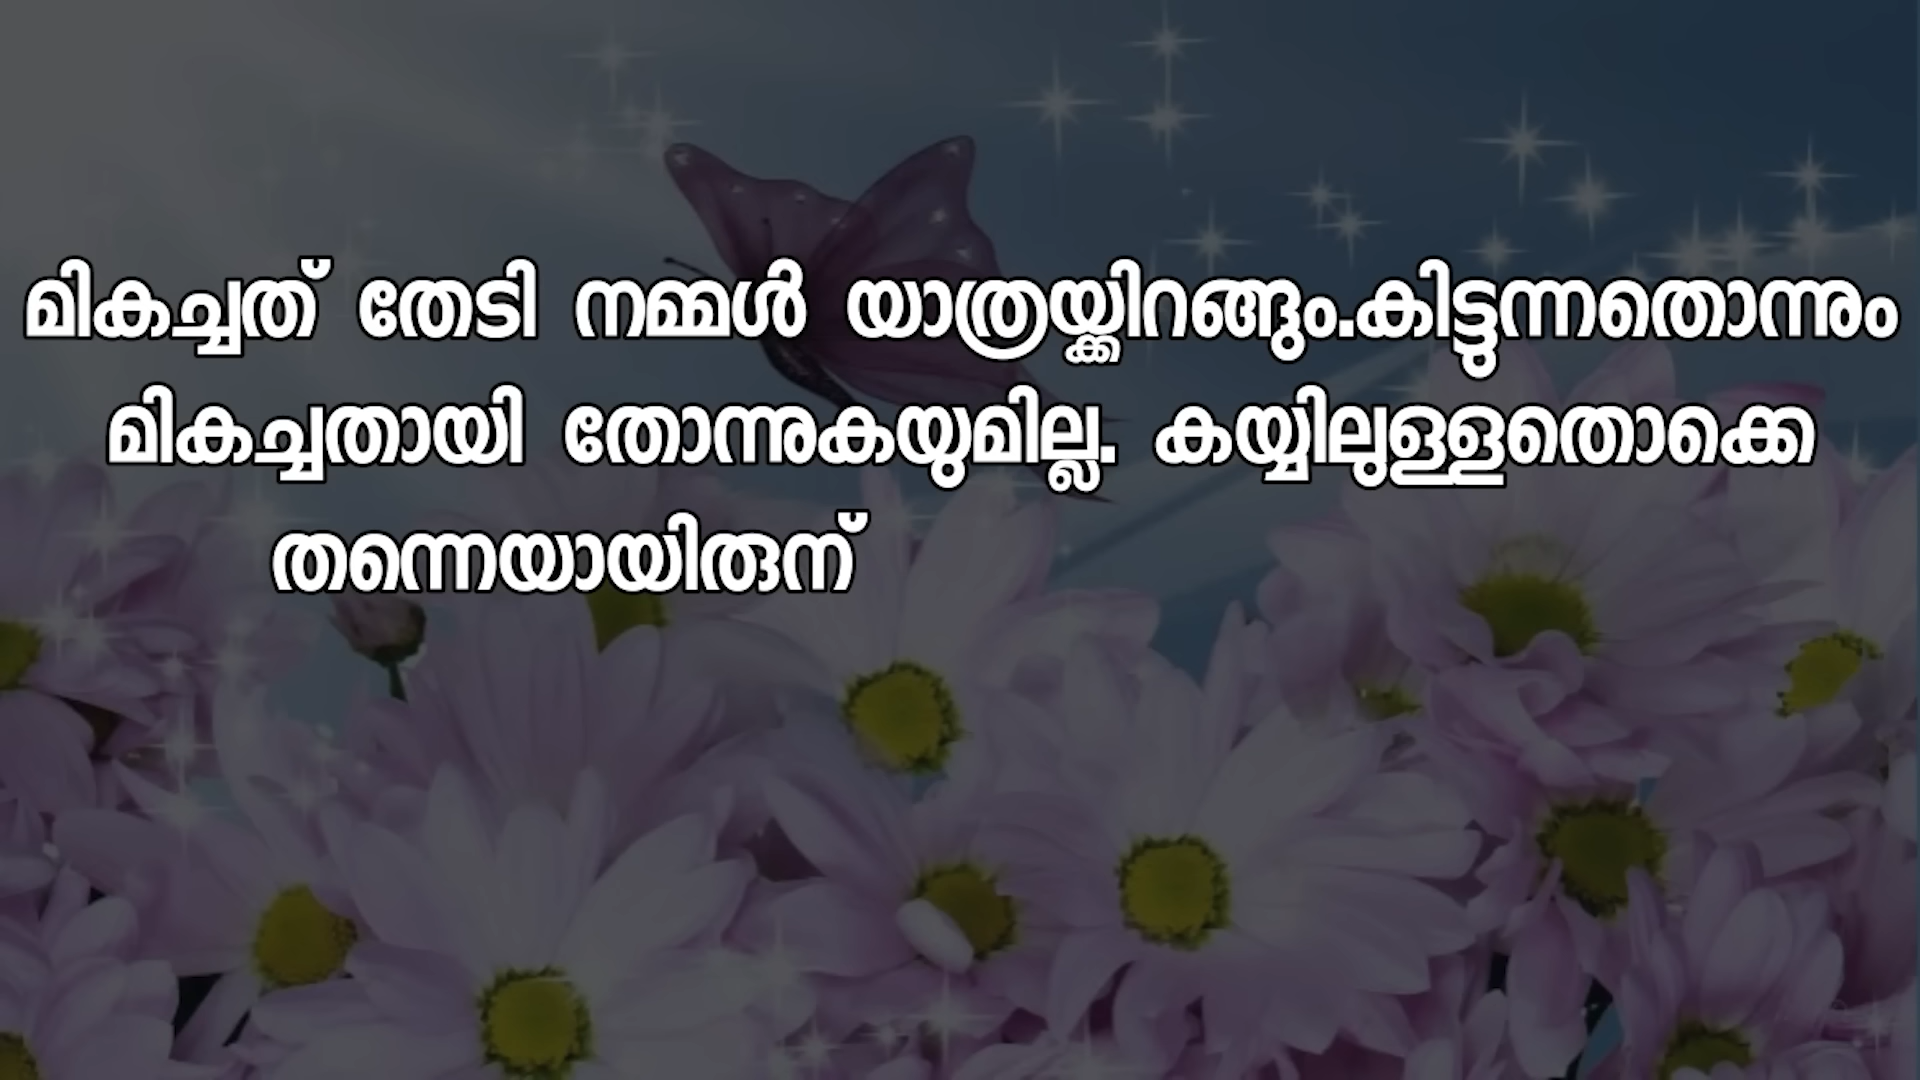 മികച്ചത് തേടി നമ്മൾ യാത്രയ്ക്കിറങ്ങും.കിട്ടുന്നതൊന്നും
മികച്ചതായി തോന്നുകയുമില്ല. കയ്യിലുള്ളതൊക്കെ
തന്നെയായിരുന്